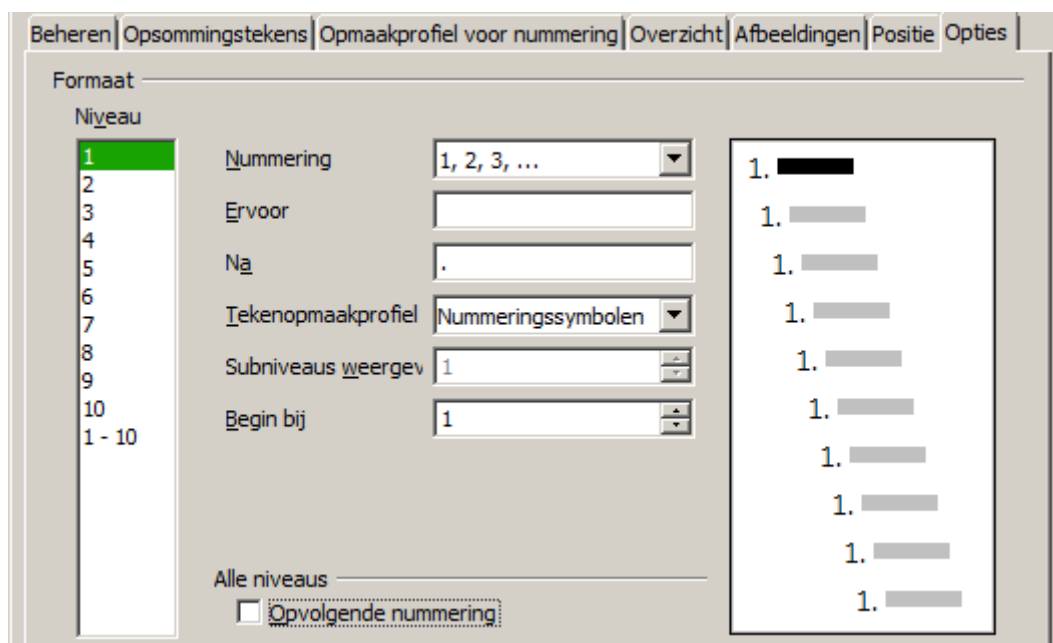 Beheren Opsommingstekens Opmaakprofiel voor nummering Overzicht Afbeeldingen Positie Opties
Formaat
Niveau
1
2
3
4
5
6
7
8
9
10
1 - 10
Nummering 1, 2, 3, ...
Ervoor
Na .
Tekenopmaakprofiel Nummeringssymbolen
Subniveaus weergev 1
Begin bij 1
Alle niveaus
Opvolgende nummering
1.
1.
1.
1.
1.
1.
1.
1.
1.
1.